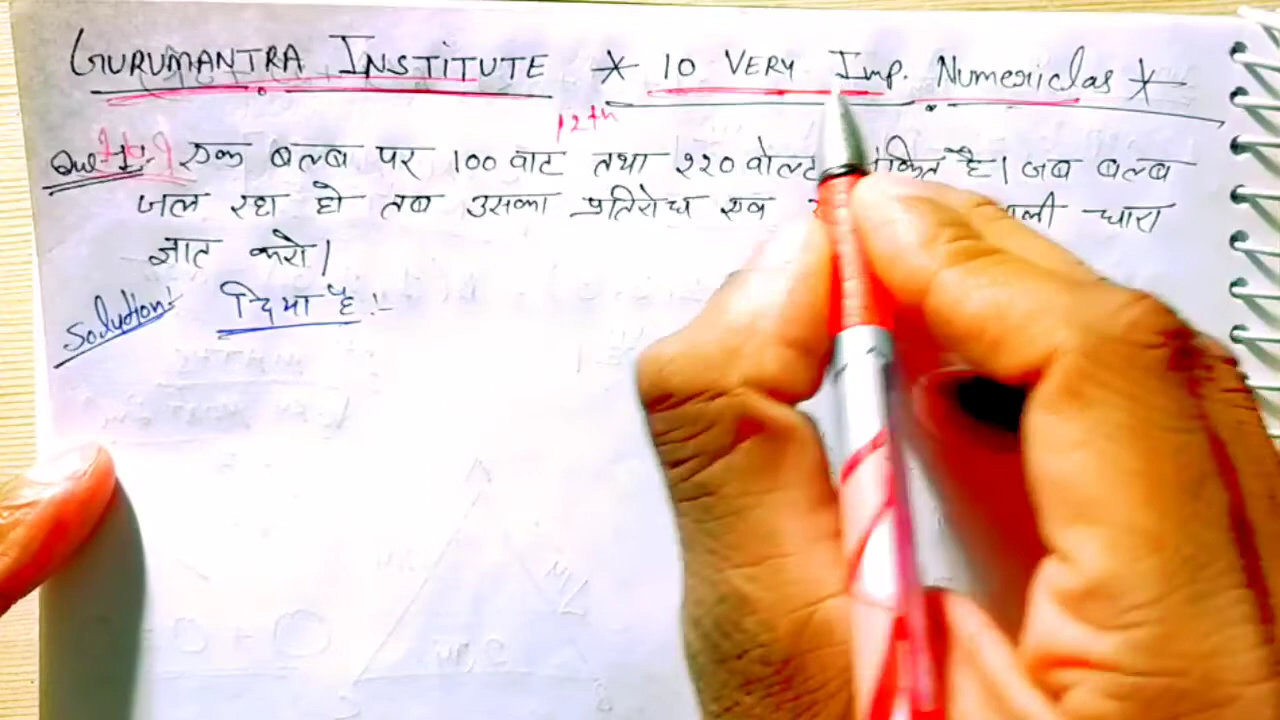 GURUMANTRA INSTITUTE * 10 VERY Imp. Numericlas *
12th
Que 1. एक बल्ब पर 100 वाट तथा 220 वोल्ट अंकित है। जब बल्ब
जल रहा हो तब उसका प्रतिरोध एव ली धारा
ज्ञाट करो।
Solution:- दिया है :-